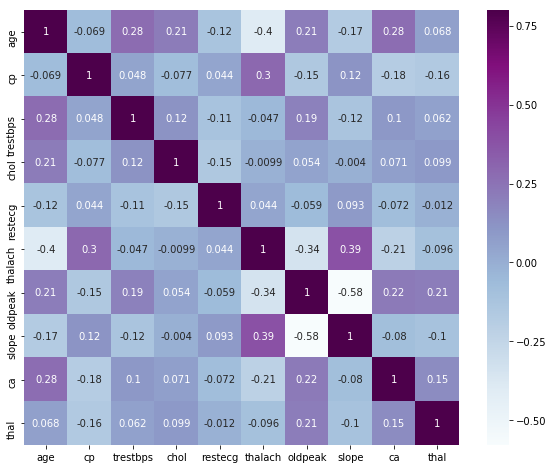 age 1 -0.069 0.28 0.21 -0.12 -0.4 0.21 -0.17 0.28 0.068
cp -0.069 1 0.048 -0.077 0.044 0.3 -0.15 0.12 -0.18 -0.16
trestbps 0.28 0.048 1 0.12 -0.11 -0.047 0.19 -0.12 0.1 0.062
chol 0.21 -0.077 0.12 1 -0.15 -0.0099 0.054 -0.004 0.071 0.099
restecg -0.12 0.044 -0.11 -0.15 1 0.044 -0.059 0.093 -0.072 -0.012
thalach -0.4 0.3 -0.047 -0.0099 0.044 1 -0.34 0.39 -0.21 -0.096
oldpeak 0.21 -0.15 0.19 0.054 -0.059 -0.34 1 -0.58 0.22 0.21
slope -0.17 0.12 -0.12 -0.004 0.093 0.39 -0.58 1 -0.08 -0.1
ca 0.28 -0.18 0.1 0.071 -0.072 -0.21 0.22 -0.08 1 0.15
thal 0.068 -0.16 0.062 0.099 -0.012 -0.096 0.21 -0.1 0.15 1
age cp trestbps chol restecg thalach oldpeak slope ca thal
0.75
0.50
0.25
0.00
−0.25
−0.50